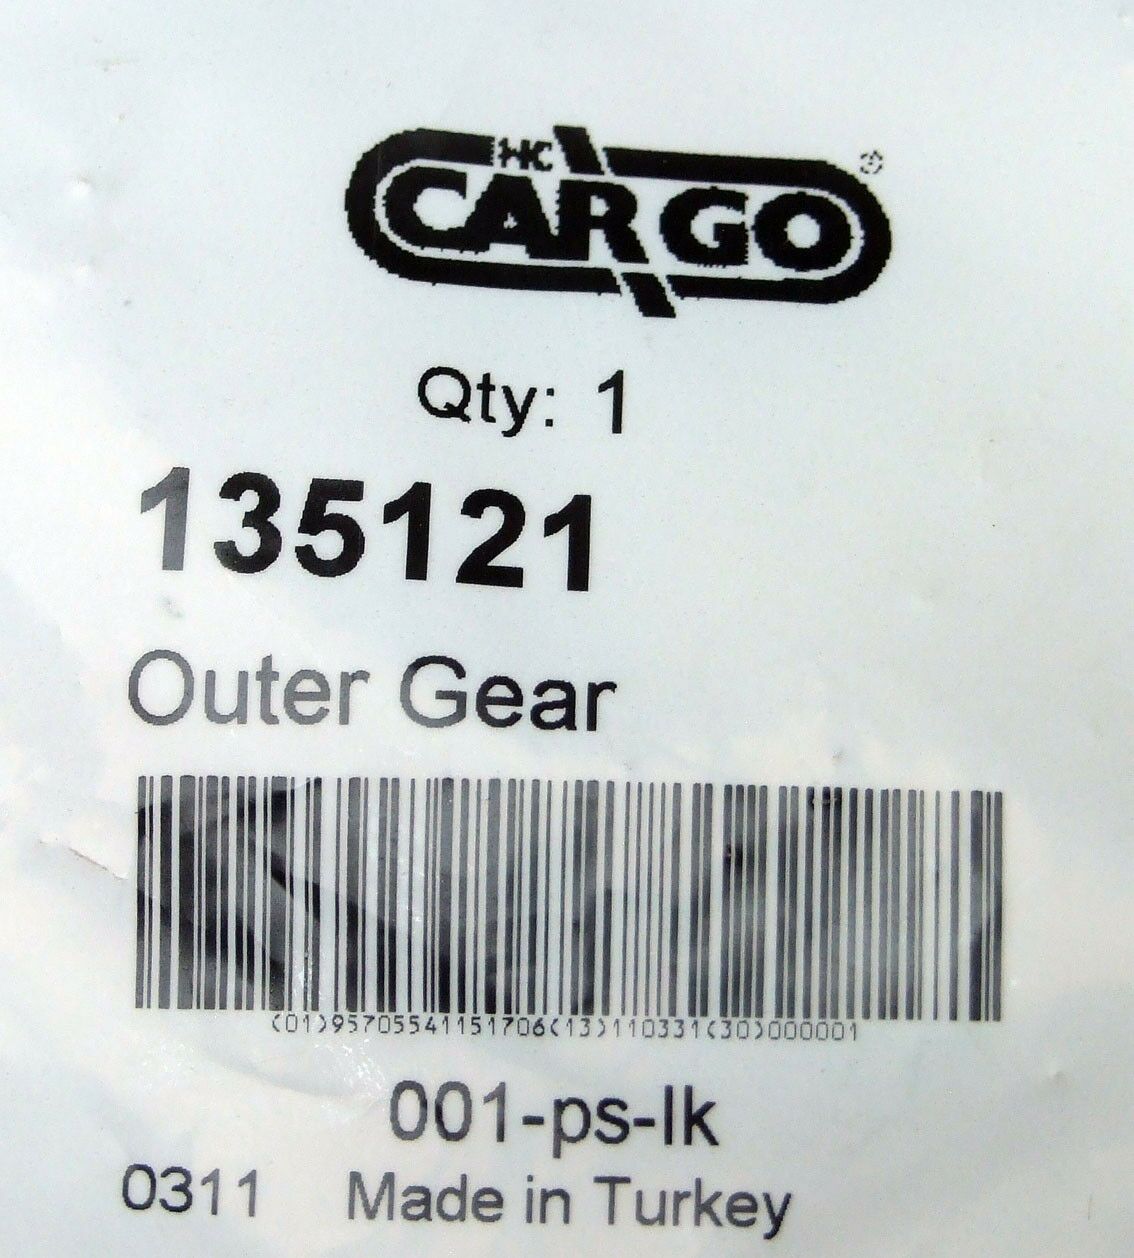 HC
CARGO ®
Qty: 1
135121
Outer Gear
(01)95705541151706(13)110331(30)000001
001-ps-lk
0311 Made in Turkey